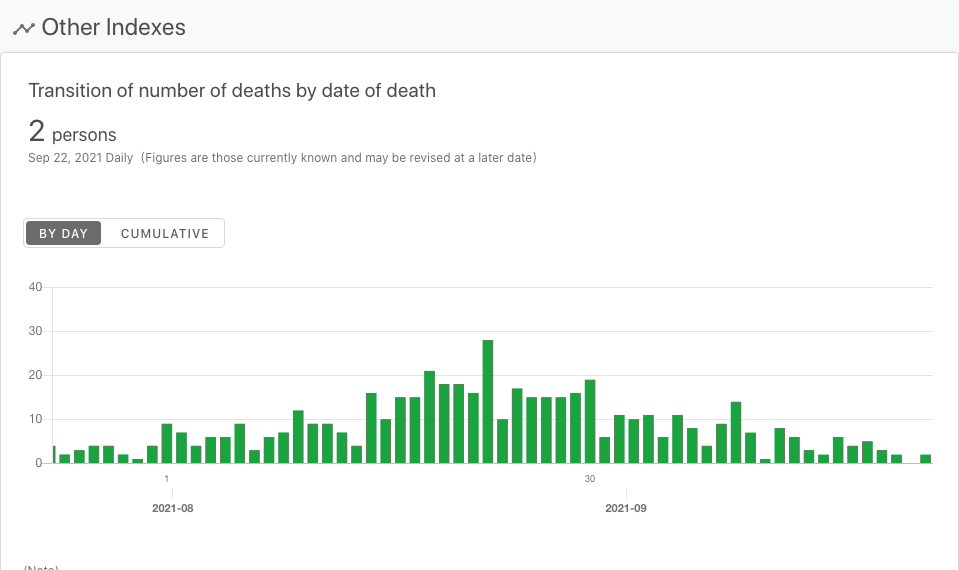 Other Indexes
Transition of number of deaths by date of death
2 persons
Sep 22, 2021 Daily (Figures are those currently known and may be revised at a later date)
BY DAY CUMULATIVE
40
30
20
10
0
1 30
2021-08 2021-09
(Note)